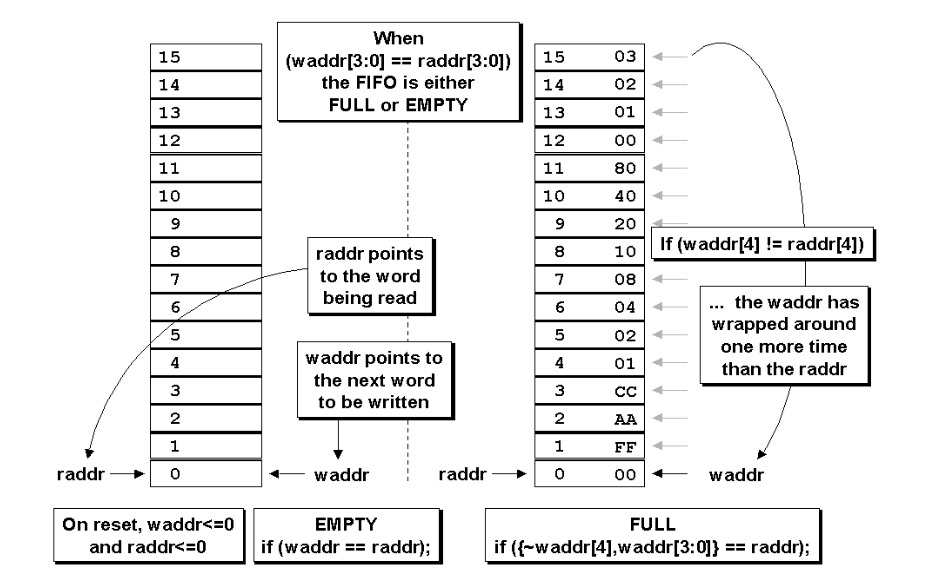 When
(waddr[3:0] == raddr[3:0])
the FIFO is either
FULL or EMPTY
15
14
13
12
11
10
9
8
7
6
5
4
3
2
1
0
raddr points
to the word
being read
waddr points to
the next word
to be written
raddr
waddr
15 03
14 02
13 01
12 00
11 80
10 40
9 20
8 10
7 08
6 04
5 02
4 01
3 CC
2 AA
1 FF
0 00
If (waddr[4] != raddr[4])
... the waddr has
wrapped around
one more time
than the raddr
raddr
waddr
On reset, waddr<=0
and raddr<=0
EMPTY
if (waddr == raddr);
FULL
if ({~waddr[4],waddr[3:0]} == raddr);